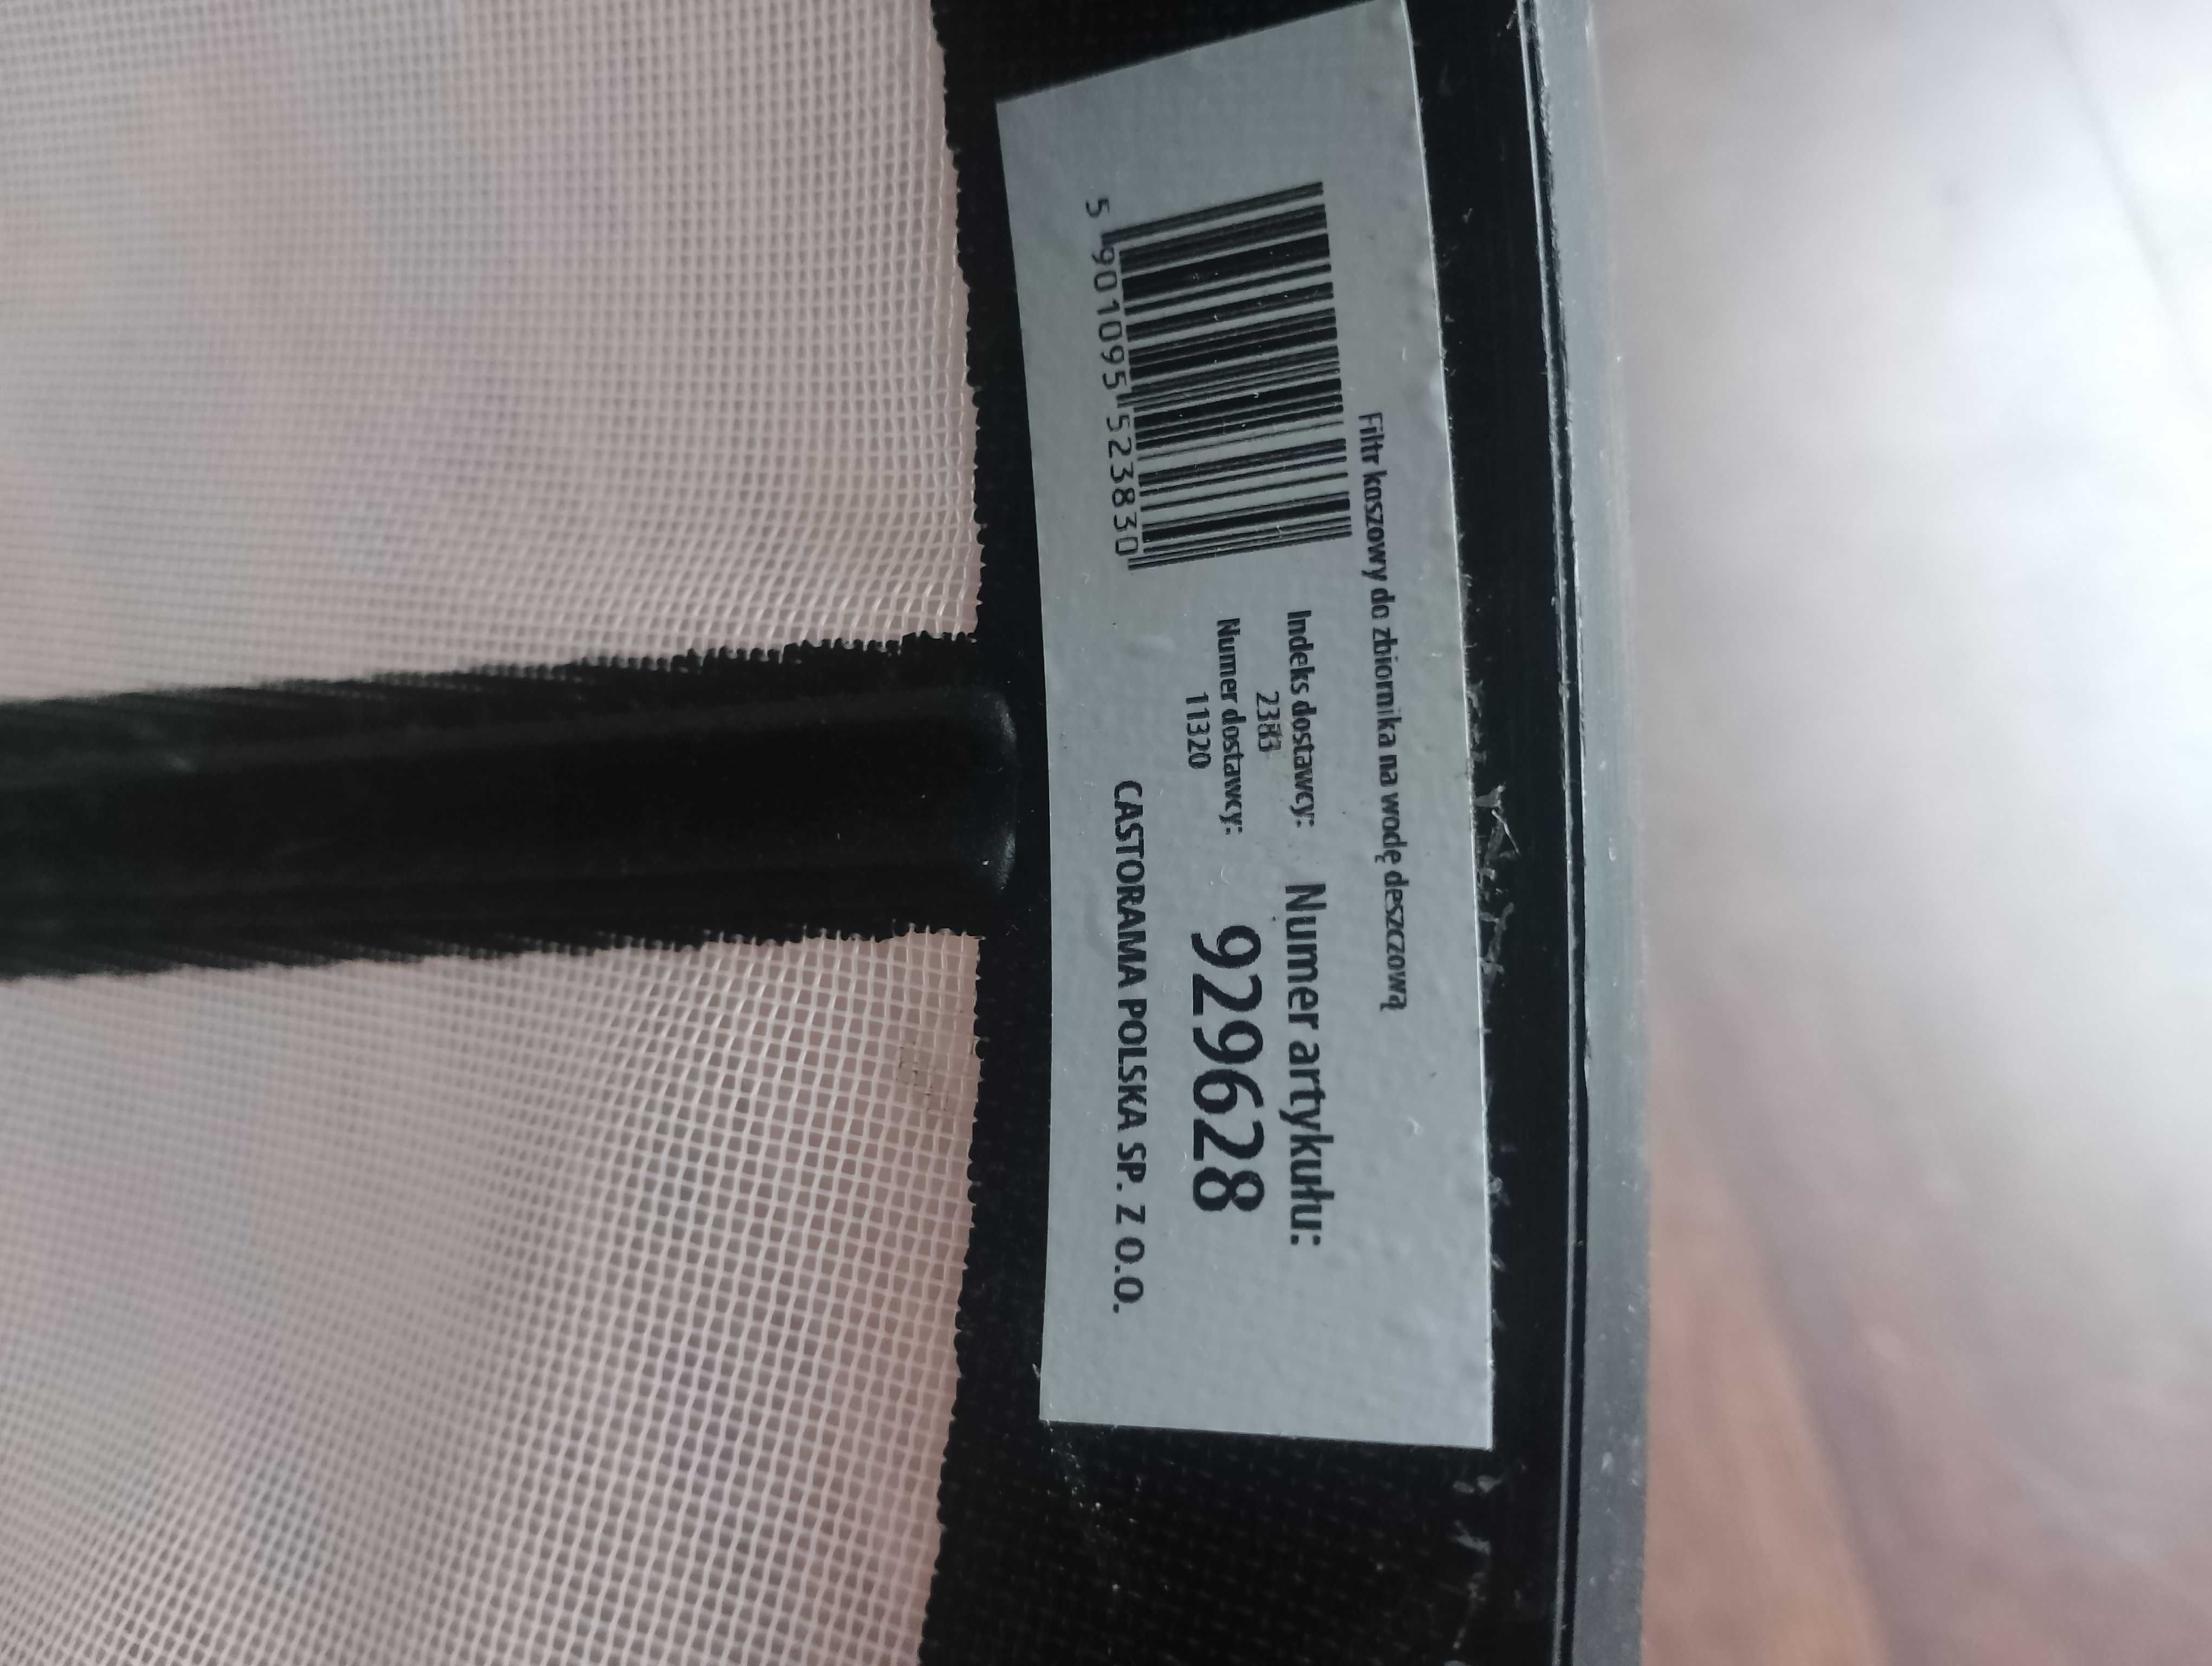 Filtr koszowy do zbiornika na wodę deszczową
5 901095 523830
Indeks dostawcy:
2383
Numer dostawcy:
11320
Numer artykułu:
929628
CASTORAMA POLSKA SP. Z O.O.